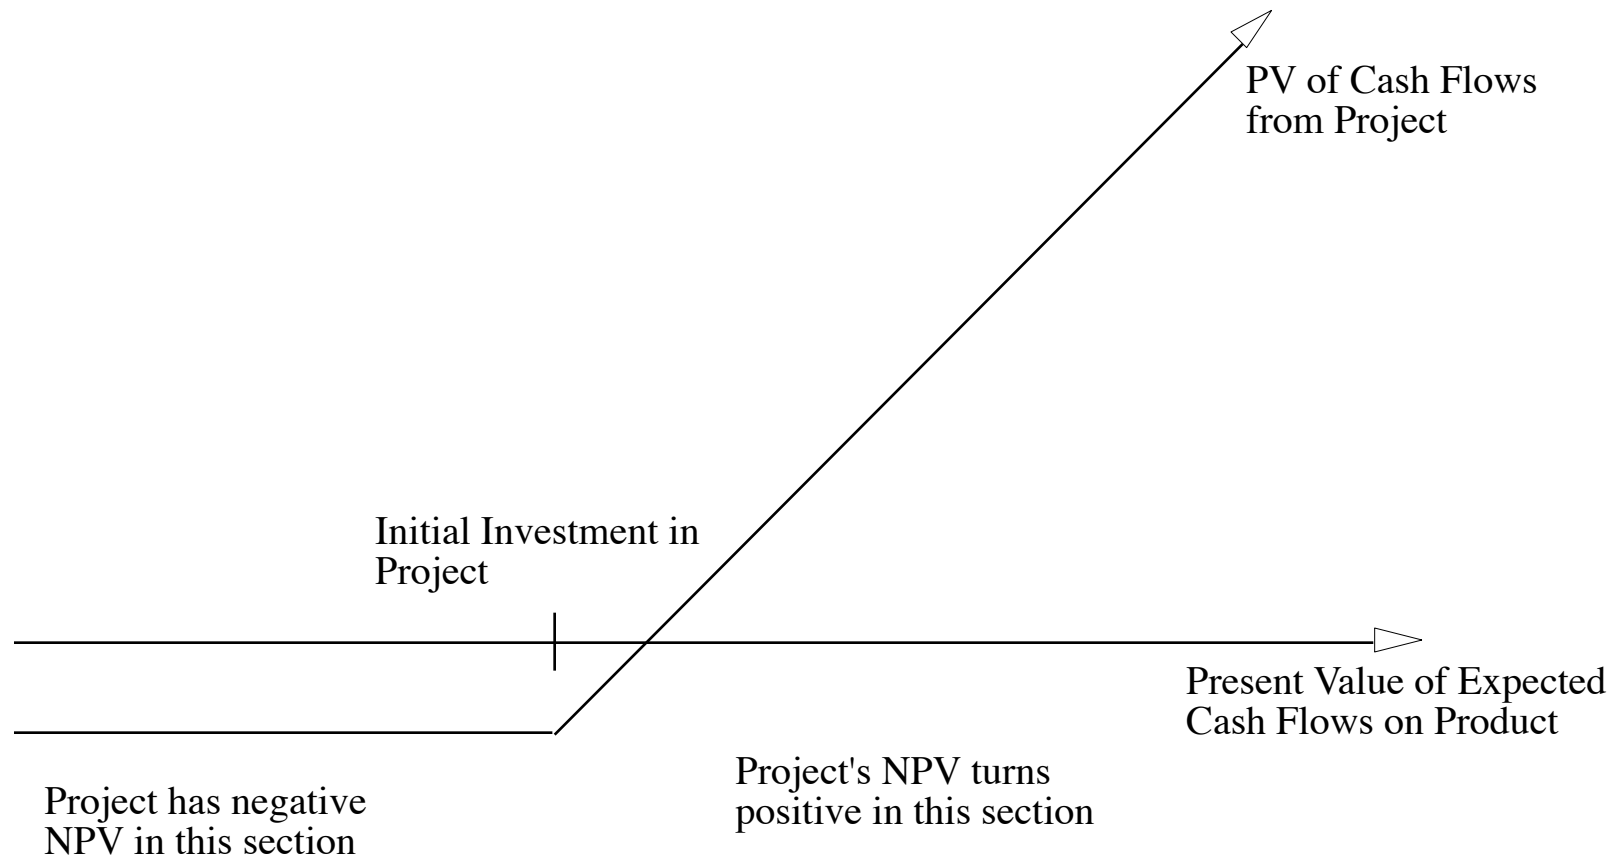 PV of Cash Flows
from Project
Initial Investment in
Project
Present Value of Expected
Cash Flows on Product
Project's NPV turns
positive in this section
Project has negative
NPV in this section